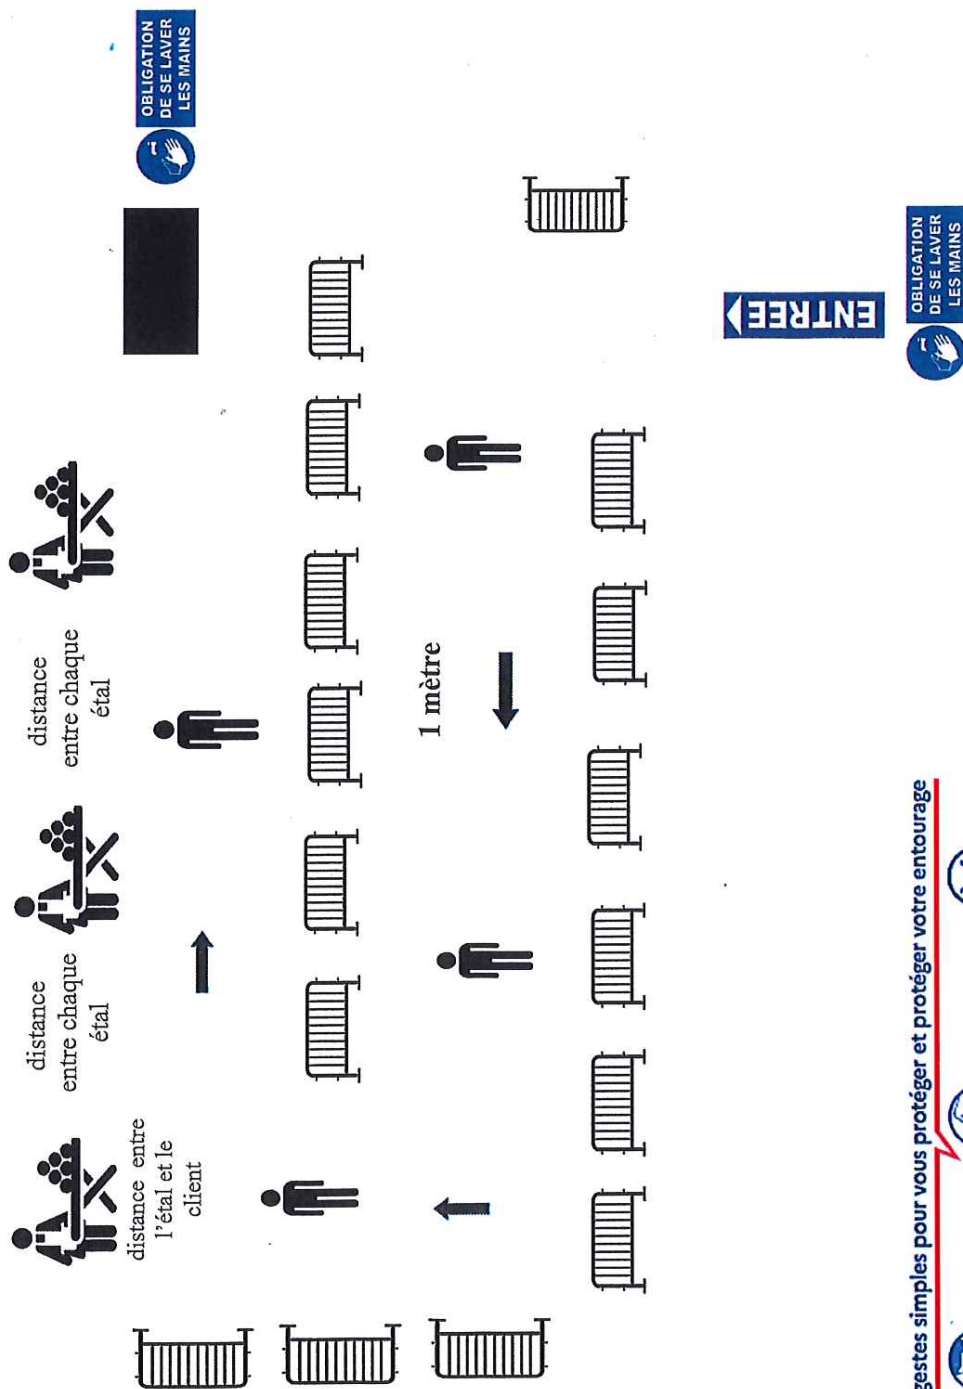 distance
entre chaque
étal
distance
entre chaque
étal
distance entre
l'étal et le
client
OBLIGATION
DE SE LAVER
LES MAINS
1 mètre
ENTREE
OBLIGATION
DE SE LAVER
LES MAINS
gestes simples pour vous protéger et protéger votre entourage